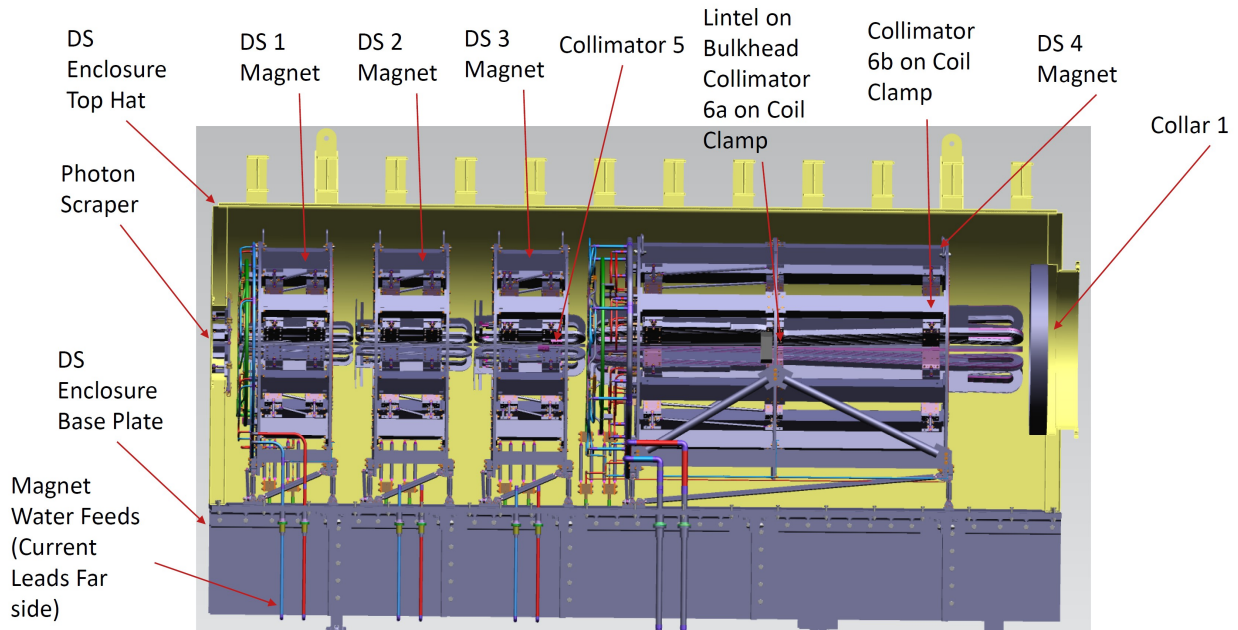 DS
Enclosure
Top Hat
DS 1
Magnet
DS 2
Magnet
DS 3
Magnet
Collimator 5
Lintel on
Bulkhead
Collimator
6a on Coil
Clamp
Collimator
6b on Coil
Clamp
DS 4
Magnet
Collar 1
Photon
Scraper
DS
Enclosure
Base Plate
Magnet
Water Feeds
(Current
Leads Far
side)